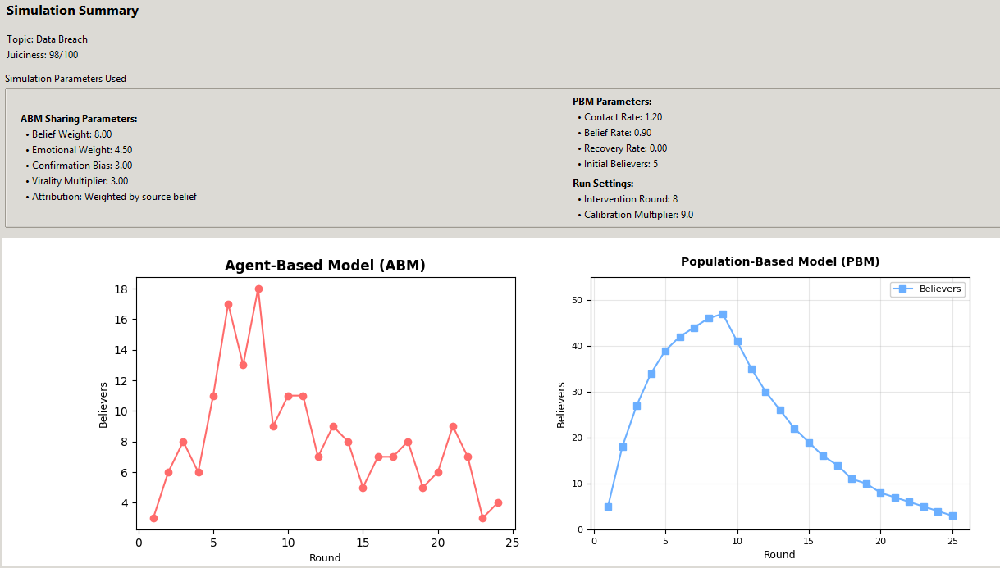 Simulation Summary
Topic: Data Breach
Juiciness: 98/100
Simulation Parameters Used
ABM Sharing Parameters:
• Belief Weight: 8.00
• Emotional Weight: 4.50
• Confirmation Bias: 3.00
• Virality Multiplier: 3.00
• Attribution: Weighted by source belief
PBM Parameters:
• Contact Rate: 1.20
• Belief Rate: 0.90
• Recovery Rate: 0.00
• Initial Believers: 5
Run Settings:
• Intervention Round: 8
• Calibration Multiplier: 9.0
Agent-Based Model (ABM)
Believers
18
16
14
12
10
8
6
4
0 5 10 15 20 25
Round
Population-Based Model (PBM)
Believers
Believers
50
40
30
20
10
0
0 5 10 15 20 25
Round